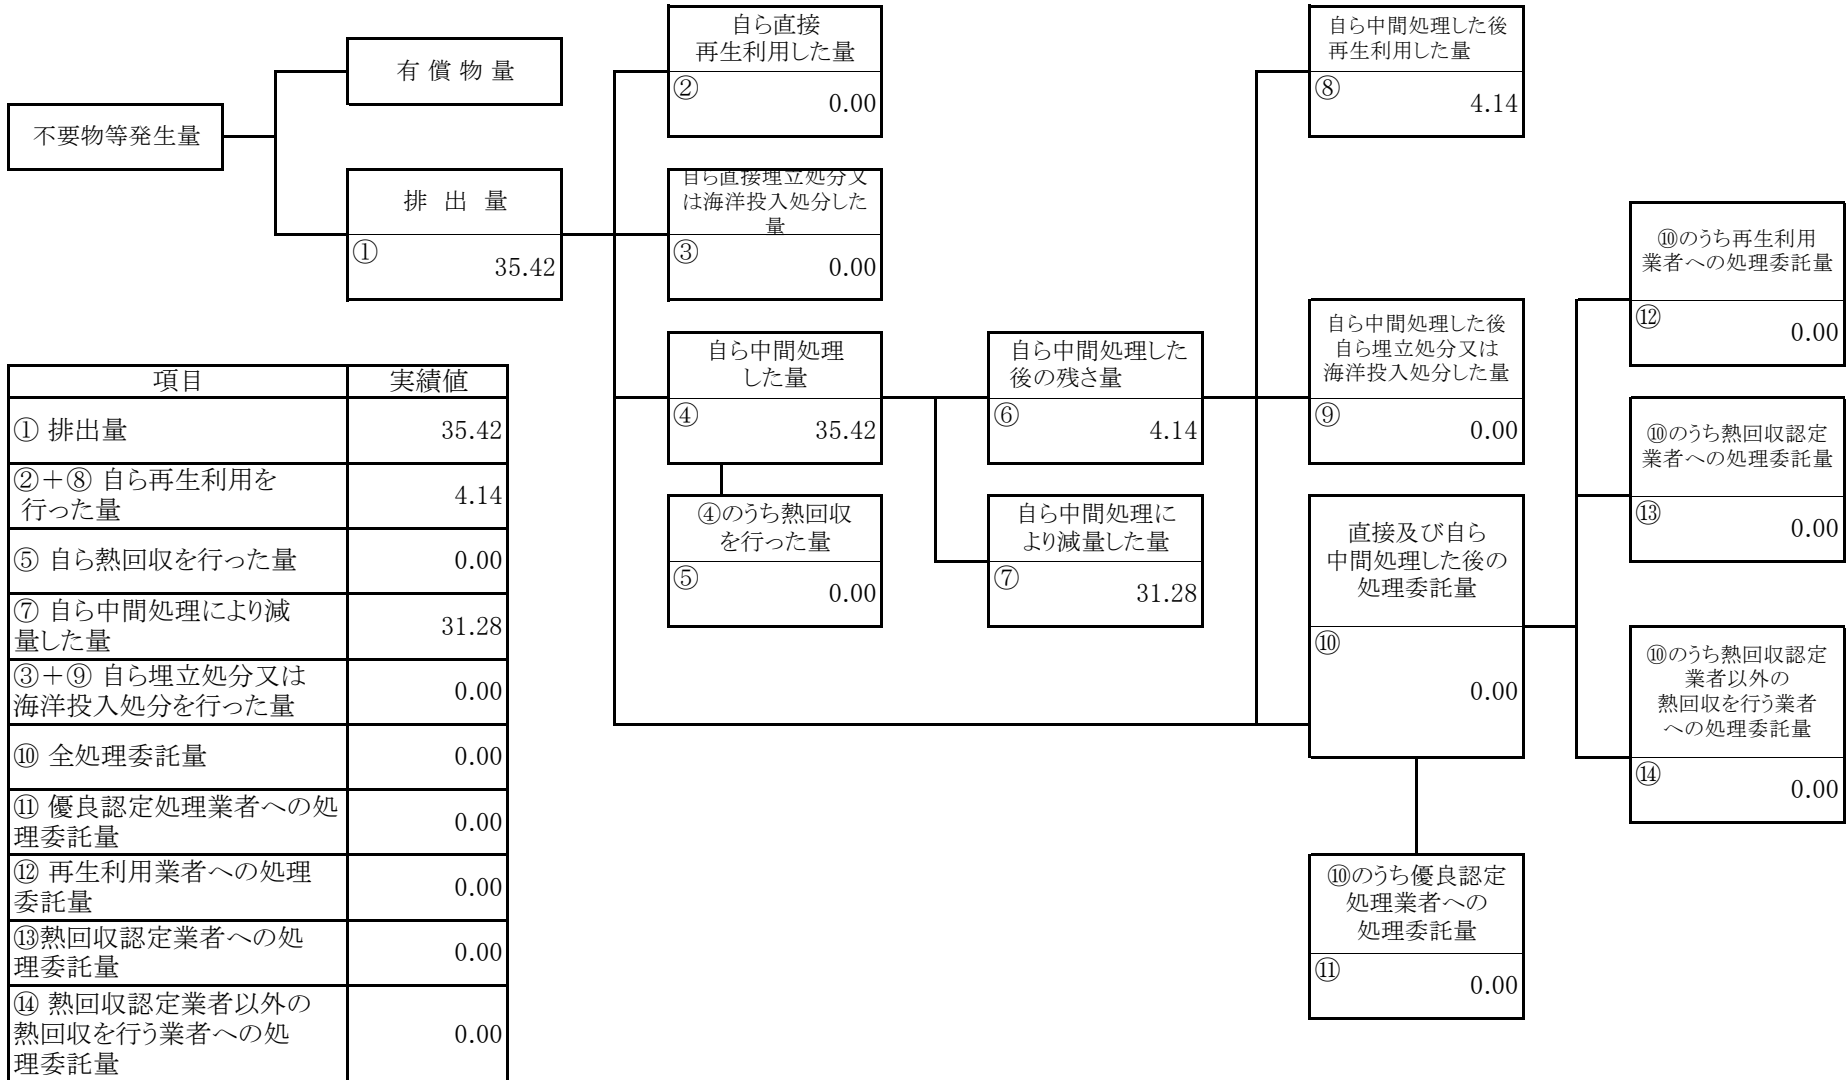 不要物等発生量
有 償 物 量
排 出 量
①
35.42
自ら直接
再生利用した量
②
0.00
自ら直接埋立処分又
は海洋投入処分した
量
③
0.00
自ら中間処理
した量
④
35.42
④のうち熱回収
を行った量
⑤
0.00
自ら中間処理した
後の残さ量
⑥
4.14
自ら中間処理に
より減量した量
⑦
31.28
自ら中間処理した後
再生利用した量
⑧
4.14
自ら中間処理した後
自ら埋立処分又は
海洋投入処分した量
⑨
0.00
直接及び自ら
中間処理した後の
処理委託量
⑩
0.00
⑩のうち優良認定
処理業者への
処理委託量
⑪
0.00
⑩のうち再生利用
業者への処理委託量
⑫
0.00
⑩のうち熱回収認定
業者への処理委託量
⑬
0.00
⑩のうち熱回収認定
業者以外の
熱回収を行う業者
への処理委託量
⑭
0.00
項目 実績値
① 排出量 35.42
②＋⑧ 自ら再生利用を
行った量 4.14
⑤ 自ら熱回収を行った量 0.00
⑦ 自ら中間処理により減
量した量 31.28
③＋⑨ 自ら埋立処分又は
海洋投入処分を行った量 0.00
⑩ 全処理委託量 0.00
⑪ 優良認定処理業者への処
理委託量 0.00
⑫ 再生利用業者への処理
委託量 0.00
⑬熱回収認定業者への処
理委託量 0.00
⑭ 熱回収認定業者以外の
熱回収を行う業者への処 0.00
理委託量